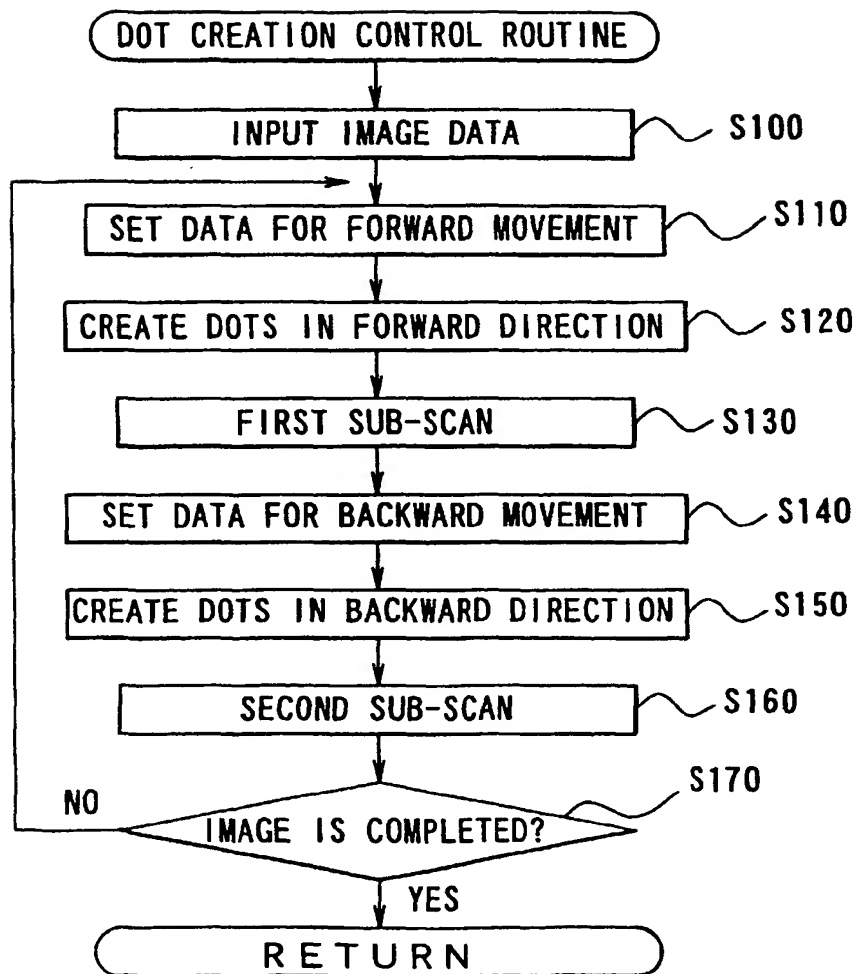 DOT CREATION CONTROL ROUTINE
INPUT IMAGE DATA
S100
SET DATA FOR FORWARD MOVEMENT
S110
CREATE DOTS IN FORWARD DIRECTION
S120
FIRST SUB-SCAN
S130
SET DATA FOR BACKWARD MOVEMENT
S140
CREATE DOTS IN BACKWARD DIRECTION
S150
SECOND SUB-SCAN
S160
S170
NO
IMAGE IS COMPLETED?
YES
RETURN